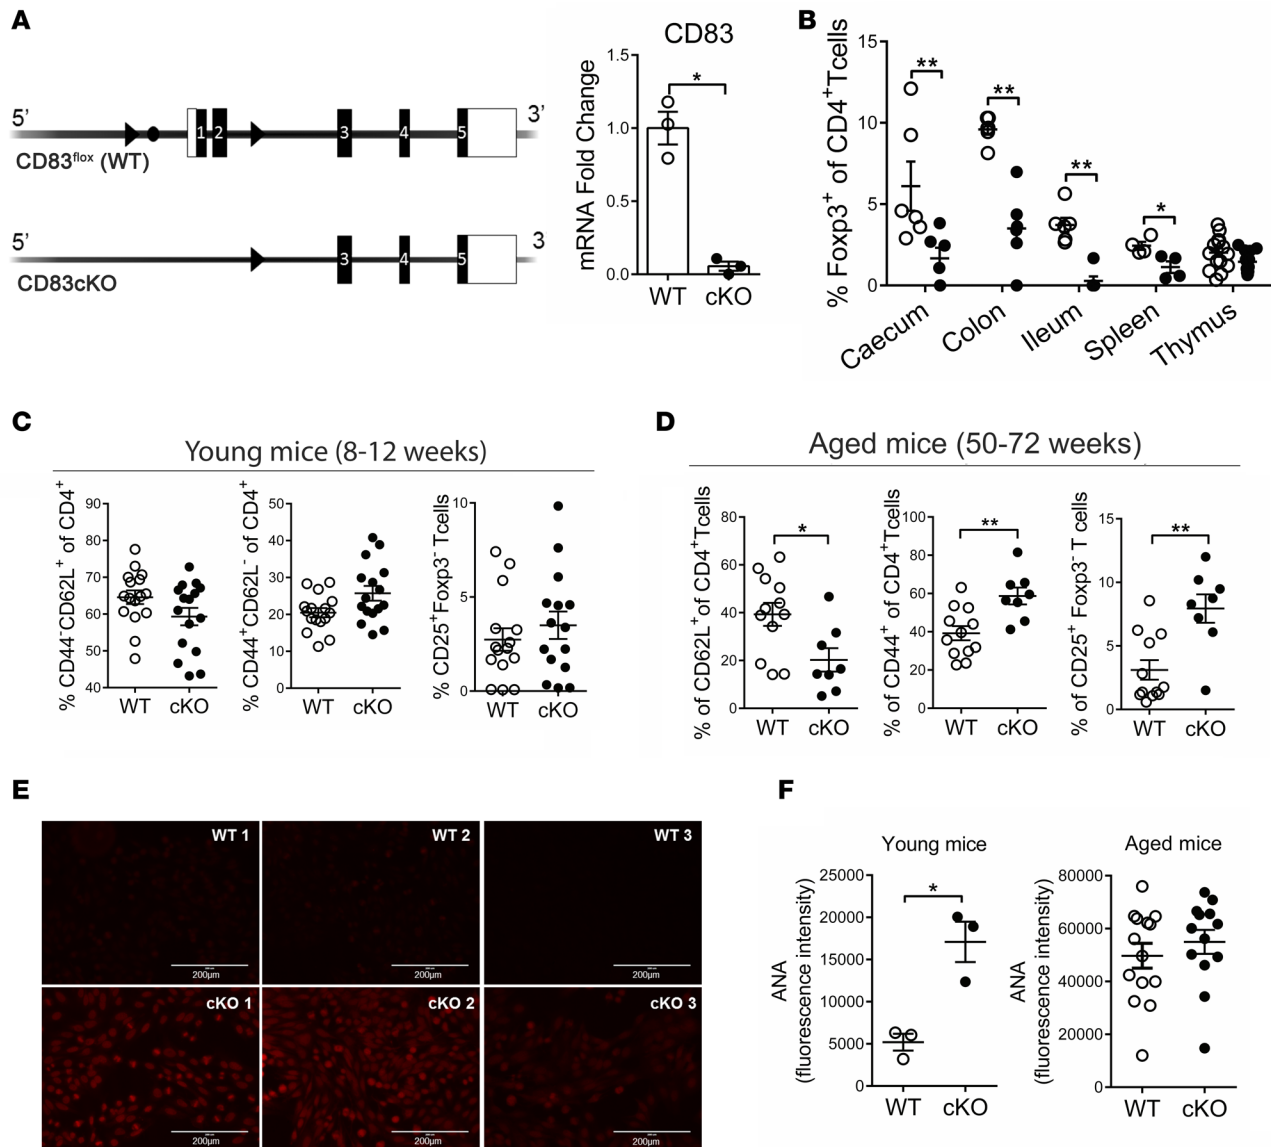 A
5’
1
2
3
4
5
3’
CD83flox (WT)
5’
3
4
5
3
CD83cKO
CD83
mRNA Fold Change
1.5
1.0
0.5
0.0
*
WT
cKO
B
% Foxp3+ of CD4+Tcells
15
10
5
0
**
**
**
*
Caecum
Colon
Ileum
Spleen
Thymus
C
Young mice (8-12 weeks)
% CD44-CD62L+ of CD4+
90
80
70
60
50
40
WT
cKO
% CD44+CD62L- of CD4+
50
40
30
20
10
0
WT
cKO
% CD25+Foxp3- Tcells
10
5
0
WT
cKO
D
Aged mice (50-72 weeks)
% of CD62L+ of CD4+Tcells
80
60
40
20
0
*
WT
cKO
% of CD44+ of CD4+Tcells
100
80
60
40
20
0
**
WT
cKO
% of CD25+ Foxp3- T cells
15
10
5
0
**
WT
cKO
E
WT 1
200µm
WT 2
200µm
WT 3
200µm
cKO 1
200µm
cKO 2
200µm
cKO 3
200µm
F
Young mice
ANA
(fluorescence intensity)
25000
20000
15000
10000
5000
0
*
WT
cKO
Aged mice
ANA
(fluorescence intensity)
80000
60000
40000
20000
0
WT
cKO